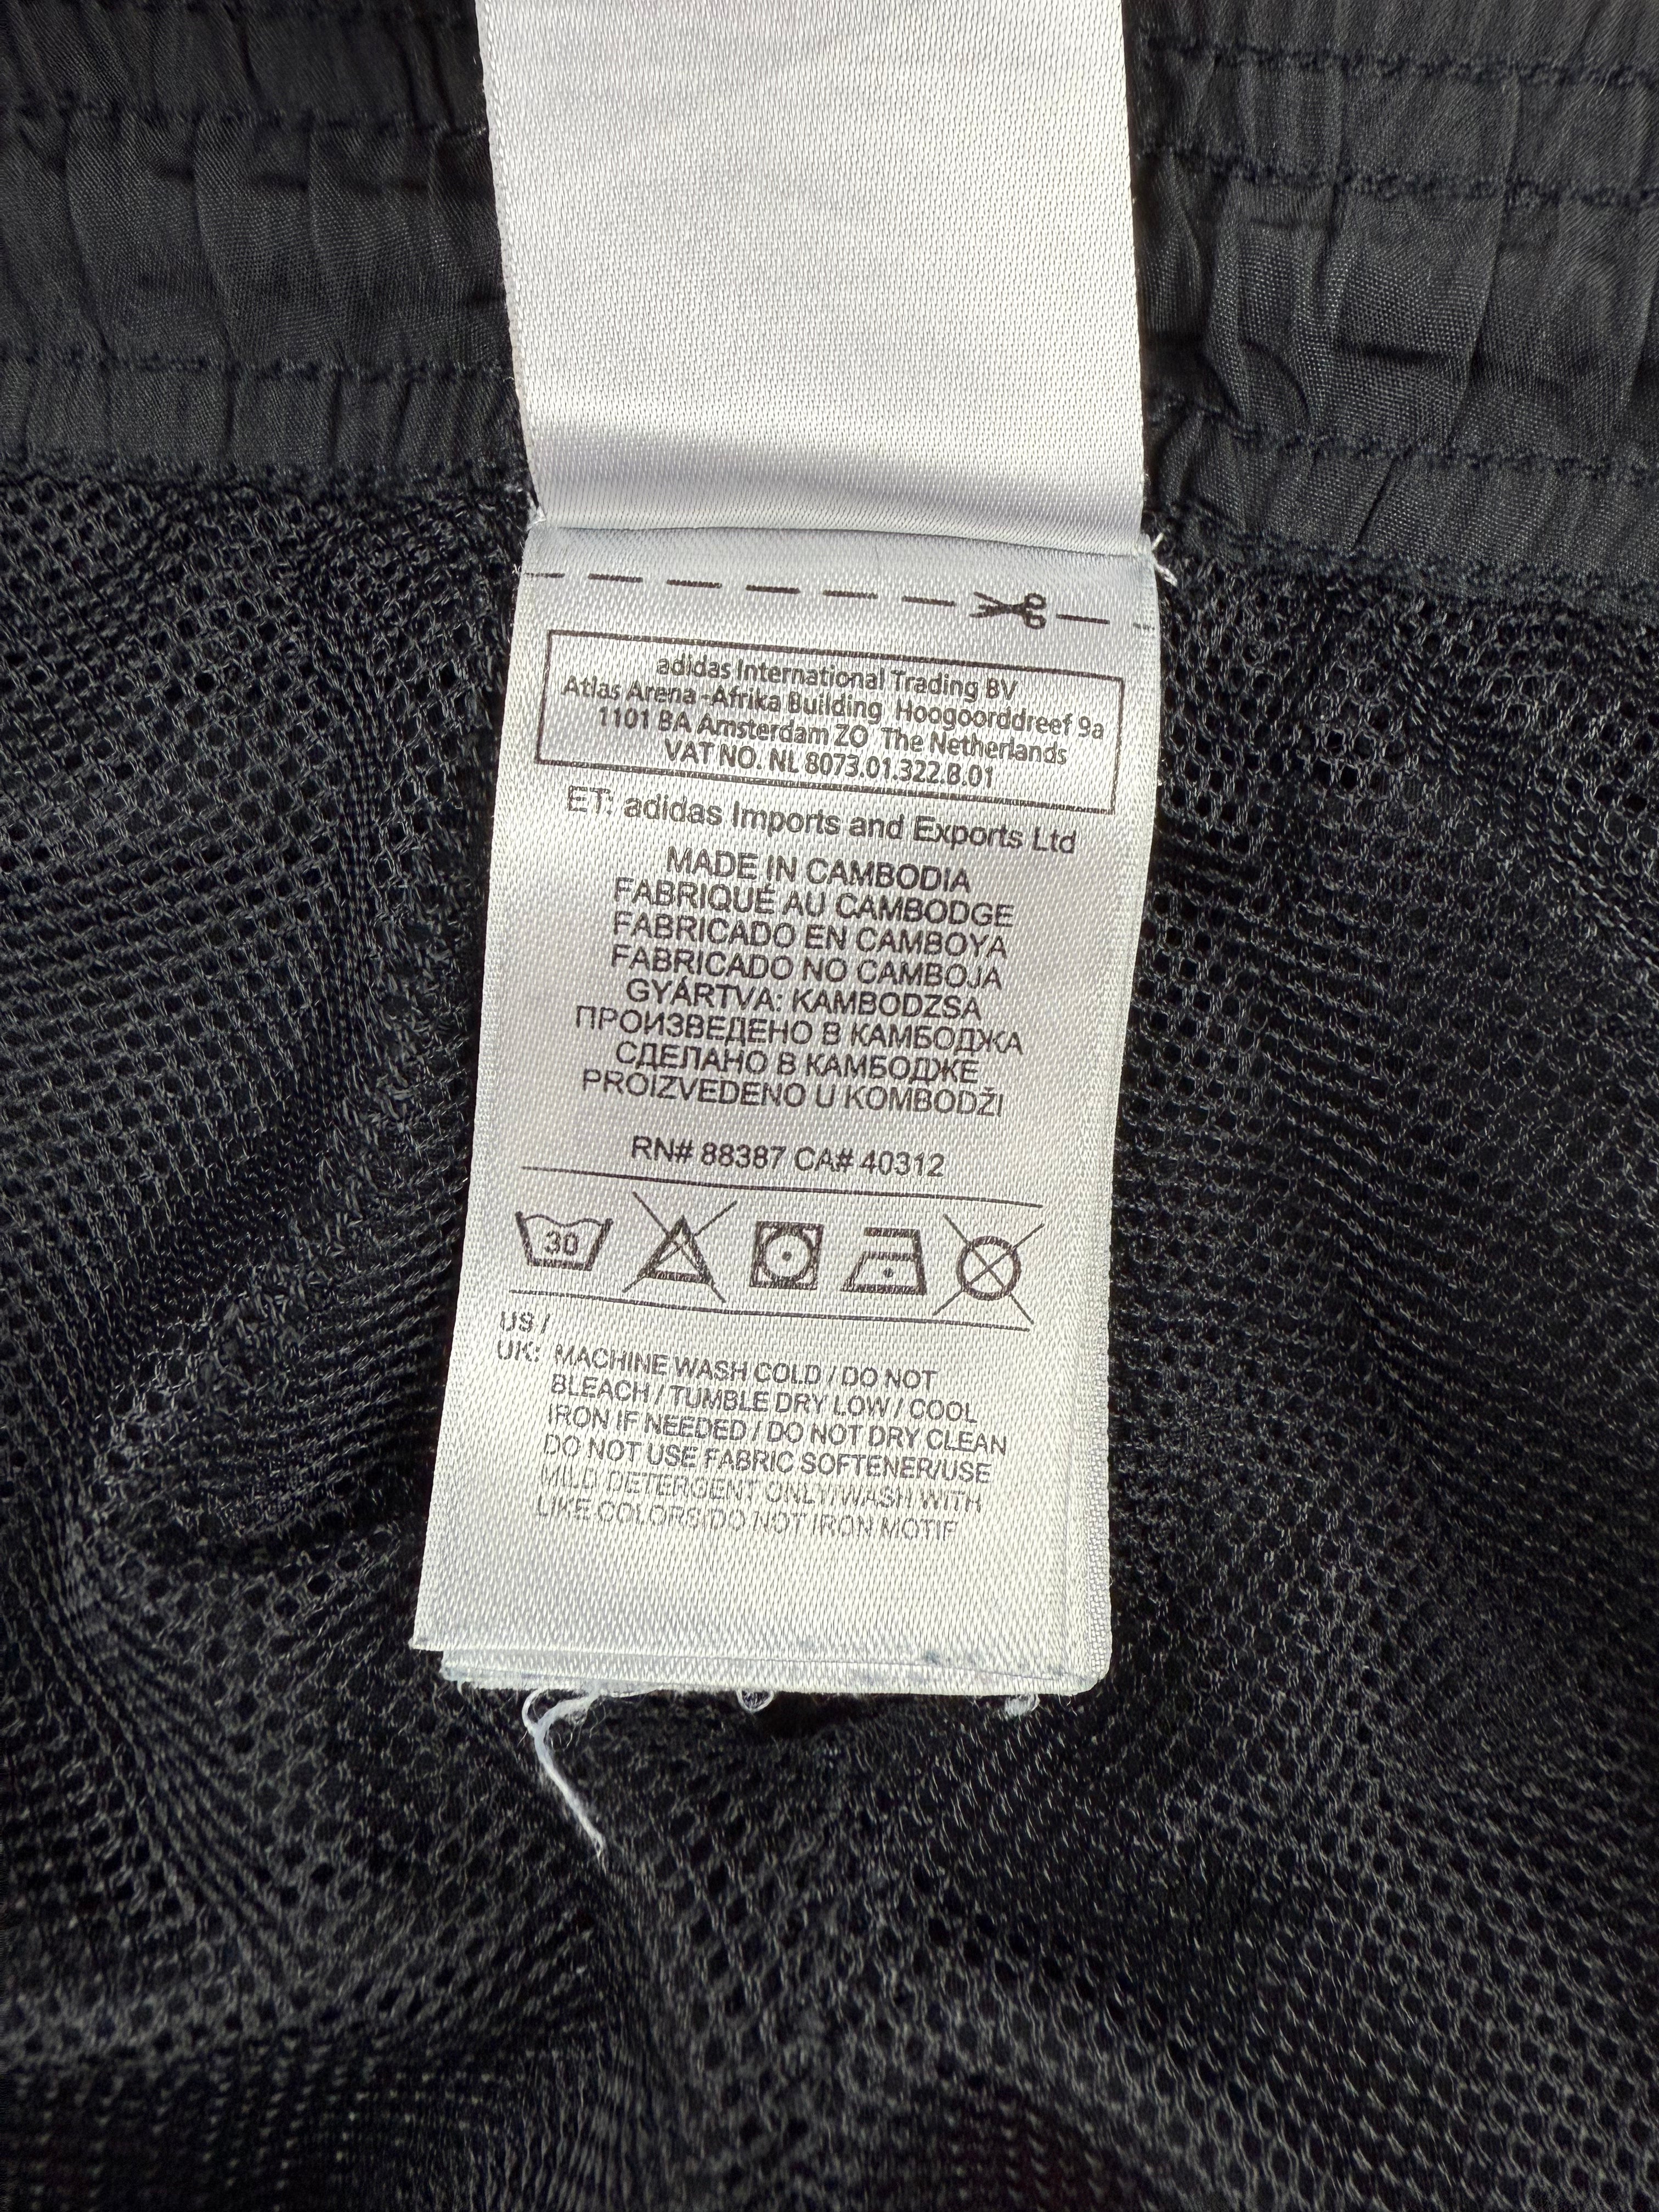 adidas International Trading BV
Atlas Arena -Afrika Building Hoogoorddreef 9a
1101 BA Amsterdam ZO The Netherlands
VAT NO. NL 8073.01.322.B.01
ET: adidas Imports and Exports Ltd
MADE IN CAMBODIA
FABRIQUÉ AU CAMBODGE
FABRICADO EN CAMBOYA
FABRICADO NO CAMBOJA
GYÁRTVA: KAMBODZSA
ПРОИЗВЕДЕНО В КАМБОДЖА
СДЕЛАНО В КАМБОДЖЕ
PROIZVEDENO U KOMBODŽI
RN# 88387 CA# 40312
30
US /
UK: MACHINE WASH COLD / DO NOT
BLEACH / TUMBLE DRY LOW / COOL
IRON IF NEEDED / DO NOT DRY CLEAN
DO NOT USE FABRIC SOFTENER/USE
MILD DETERGENT ONLY/WASH WITH
LIKE COLORS/DO NOT IRON MOTIF